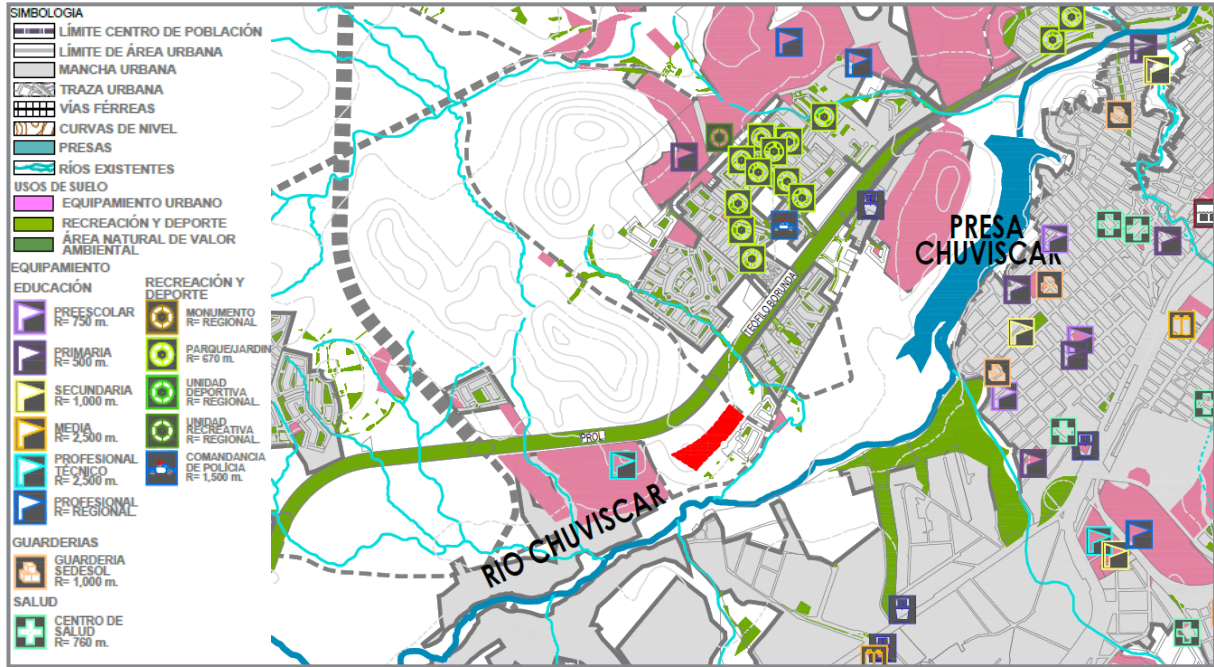 SIMBOLOGIA
LÍMITE CENTRO DE POBLACIÓN
LÍMITE DE ÁREA URBANA
MANCHA URBANA
TRAZA URBANA
VÍAS FÉRREAS
CURVAS DE NIVEL
PRESAS
RÍOS EXISTENTES
USOS DE SUELO
EQUIPAMIENTO URBANO
RECREACIÓN Y DEPORTE
ÁREA NATURAL DE VALOR
AMBIENTAL
EQUIPAMIENTO
EDUCACIÓN
PREESCOLAR
R= 750 m.
PRIMARIA
R= 500 m.
SECUNDARIA
R= 1,000 m.
MEDIA
R= 2,500 m.
PROFESIONAL
TÉCNICO
R= 2,500 m.
PROFESIONAL
R= REGIONAL.
RECREACIÓN Y
DEPORTE
MONUMENTO
R= REGIONAL
PARQUE/JARDIN
R= 670 m.
UNIDAD
DEPORTIVA
R= REGIONAL.
UNIDAD
RECREATIVA
R= REGIONAL.
COMANDANCIA
DE POLÍCIA
R= 1,500 m.
GUARDERIAS
GUARDERIA
SEDESOL
R= 1,000 m.
SALUD
CENTRO DE
SALUD
R= 760 m.
PRESA
CHUVISCAR
TEOFILO BORUNDA
PROL
RIO CHUVISCAR